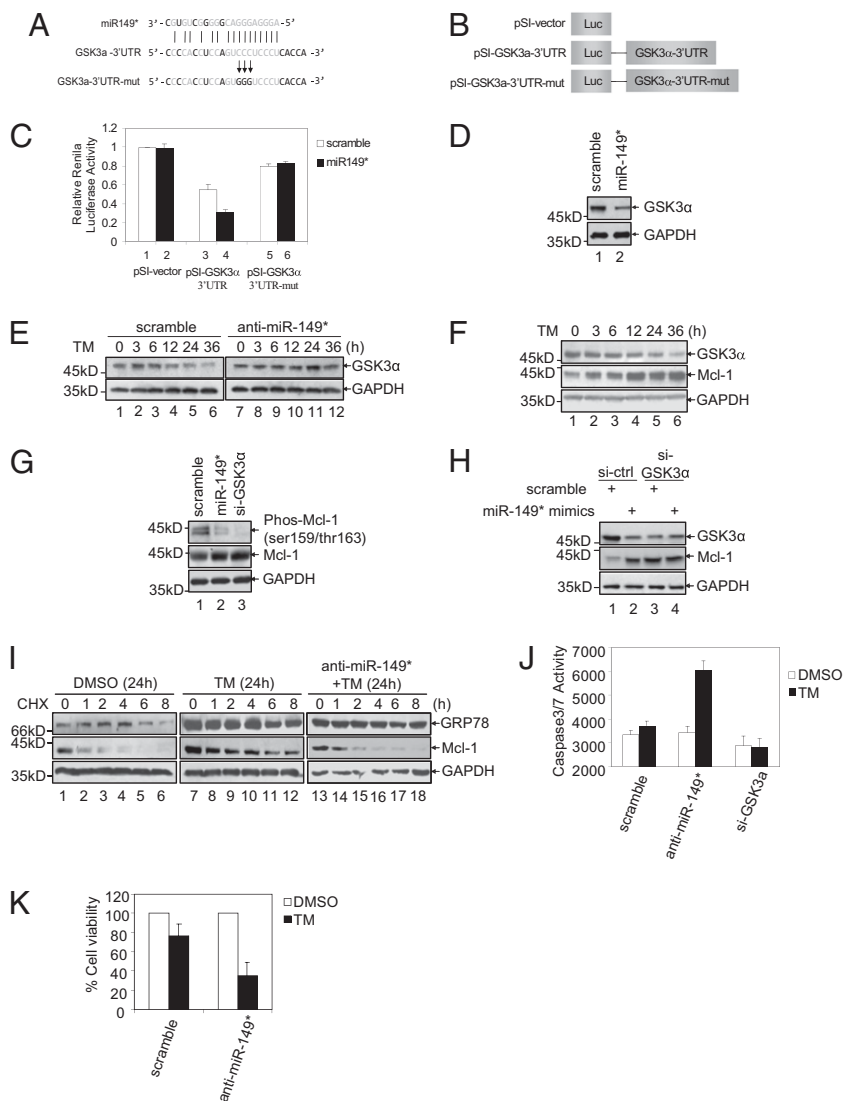 A
miR149* 3’-CGUGUCGGGGGCAGGGAGGGA-5’
GSK3a -3’UTR 5’-CCCCACCUCCAGUCCCUCCCUCACCA -3’
GSK3a-3’UTR-mut 5’-CCCCACCUCCAGUGGGUCCCUCACCA -3’
B
pSI-vector Luc
pSI-GSK3a-3’UTR Luc GSK3α-3’UTR
pSI-GSK3a-3’UTR-mut Luc GSK3α-3’UTR-mut
C
Relative Renila
Luciferase Activity
1.2
1
0.8
0.6
0.4
0.2
0
scramble
miR149*
1 2 3 4 5 6
pSI-vector pSI-GSK3α pSI-GSK3α
3’UTR 3’UTR-mut
D
scramble
miR-149*
45kD GSK3α
35kD GAPDH
1 2
E
scramble anti-miR-149*
TM 0 3 6 12 24 36 0 3 6 12 24 36 (h)
45kD GSK3α
35kD GAPDH
1 2 3 4 5 6 7 8 9 10 11 12
F
TM 0 3 6 12 24 36 (h)
45kD GSK3α
45kD Mcl-1
35kD GAPDH
1 2 3 4 5 6
G
scramble
miR-149*
si-GSK3α
45kD Phos-Mcl-1
(ser159/thr163)
45kD Mcl-1
35kD GAPDH
1 2 3
H
si-
si-ctrl GSK3α
scramble + +
miR-149* mimics + +
45kD GSK3α
45kD Mcl-1
35kD GAPDH
1 2 3 4
I
anti-miR-149*
DMSO (24h) TM (24h) +TM (24h)
CHX 0 1 2 4 6 8 0 1 2 4 6 8 0 1 2 4 6 8 (h)
66kD GRP78
45kD Mcl-1
35kD GAPDH
1 2 3 4 5 6 7 8 9 10 11 12 13 14 15 16 17 18
J
Caspase3/7 Activity
7000
6000
5000
4000
3000
2000
DMSO
TM
scramble
anti-miR-149*
si-GSK3a
K
% Cell viability
120
100
80
60
40
20
0
DMSO
TM
scramble
anti-miR-149*